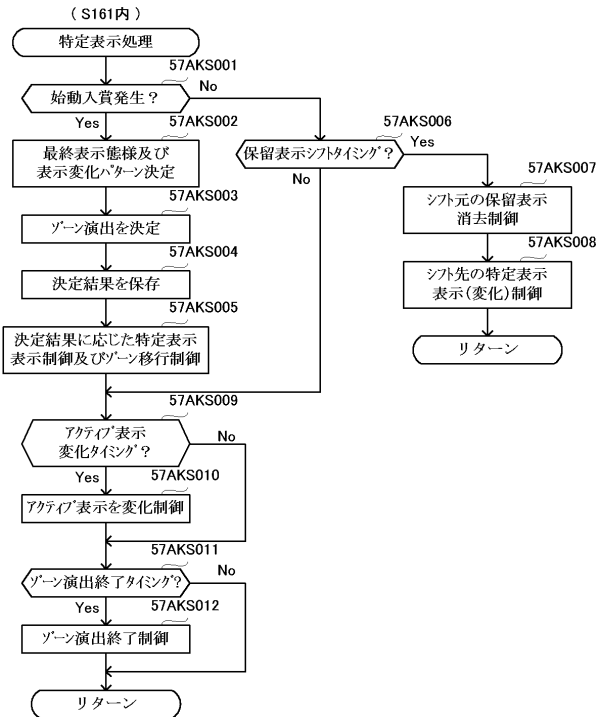 （S161内）
特定表示処理
57AKS001
始動入賞発生？
No
Yes
57AKS002
最終表示態様及び
表示変化ﾊﾟﾀｰﾝ決定
57AKS003
ｿﾞｰﾝ演出を決定
57AKS004
決定結果を保存
57AKS005
決定結果に応じた特定表示
表示制御及びｿﾞｰﾝ移行制御
57AKS006
保留表示ｼﾌﾄﾀｲﾐﾝｸﾞ？
Yes
No
57AKS007
ｼﾌﾄ元の保留表示
消去制御
57AKS008
ｼﾌﾄ先の特定表示
表示（変化）制御
リターン
57AKS009
ｱｸﾃｨﾌﾞ表示
変化ﾀｲﾐﾝｸﾞ？
No
Yes
57AKS010
ｱｸﾃｨﾌﾞ表示を変化制御
57AKS011
ｿﾞｰﾝ演出終了ﾀｲﾐﾝｸﾞ？
No
Yes
57AKS012
ｿﾞｰﾝ演出終了制御
リターン